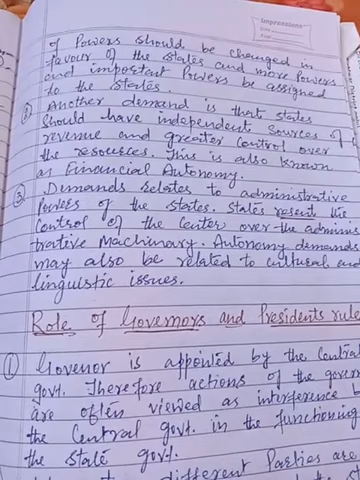 Impressions
of Powers should be changed in
favour of the states and more Powers
and important Powers be assigned
to the States.
② Another demand is that states
should have independent sources of
revenue and greater control over
the resources. This is also known
as Financial Autonomy.
③ Demands relates to administrative
Powers of the States. States resent the
control of the Center over the adminis
trative Machinary. Autonomy demands
may also be related to cultural and
linguistic issues.
Role of Governors and Presidents rule
① Govenor is appointed by the Central
govt. Therefore actions of the gover
are often viewed as interference b
the Central govt. in the functioning
the state govt.
different Parties are